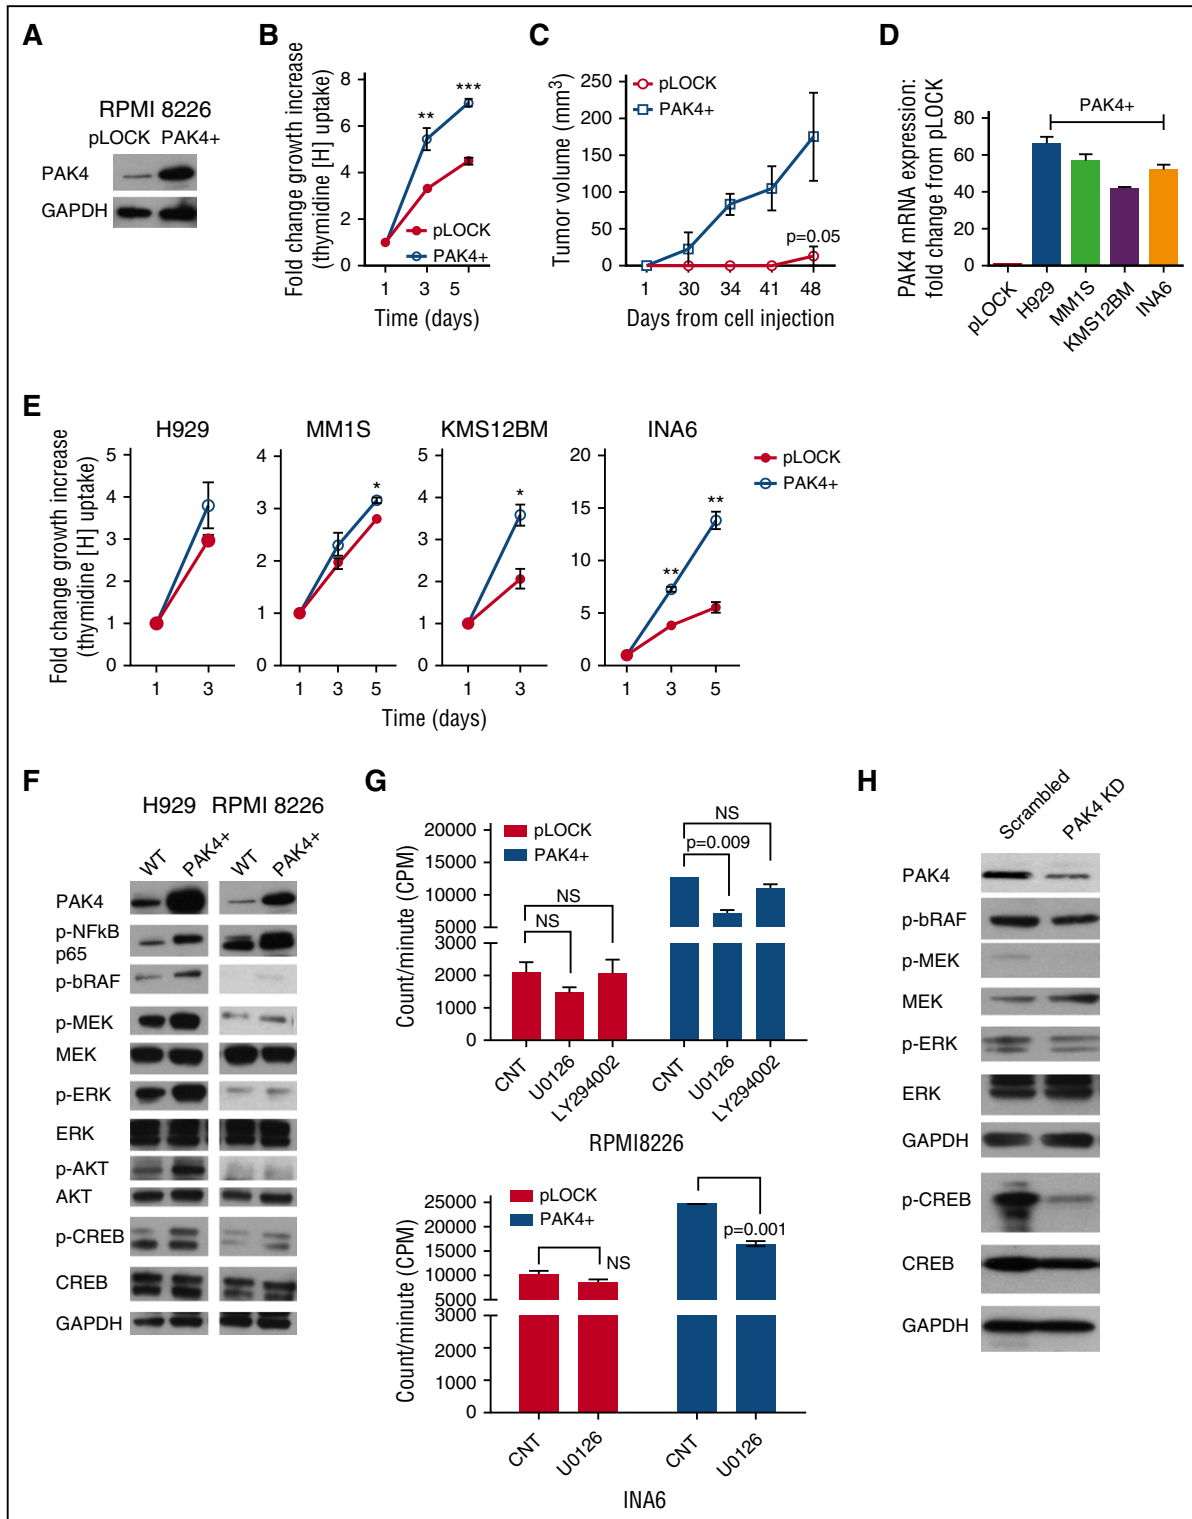 A
RPMI 8226
pLOCK PAK4+
PAK4
GAPDH
B
Fold change growth increase
(thymidine [H] uptake)
8
6
4
2
0
**
***
pLOCK
PAK4+
1 3 5
Time (days)
C
Tumor volume (mm3)
250
200
150
100
50
0
pLOCK
PAK4+
p=0.05
1 30 34 41 48
Days from cell injection
D
PAK4 mRNA expression:
fold change from pLOCK
80
60
40
20
0
PAK4+
pLOCK
H929
MM1S
KMS12BM
INA6
E
Fold change growth increase
(thymidine [H] uptake)
H929
5
4
3
2
1
0
1 3
MM1S
4
3
2
1
0
*
1 3 5
KMS12BM
5
4
3
2
1
0
*
1 3
INA6
20
15
10
5
0
**
**
1 3 5
pLOCK
PAK4+
Time (days)
F
H929 RPMI 8226
WT PAK4+ WT PAK4+
PAK4
p-NFkB
p65
p-bRAF
p-MEK
MEK
p-ERK
ERK
p-AKT
AKT
p-CREB
CREB
GAPDH
G
Count/minute (CPM)
20000
15000
10000
5000
3000
2000
1000
0
pLOCK
PAK4+
NS
NS
NS
p=0.009
CNT
U0126
LY294002
CNT
U0126
LY294002
RPMI8226
Count/minute (CPM)
25000
20000
15000
10000
5000
3000
2000
1000
0
pLOCK
PAK4+
NS
p=0.001
CNT
U0126
CNT
U0126
INA6
H
Scrambled
PAK4 KD
PAK4
p-bRAF
p-MEK
MEK
p-ERK
ERK
GAPDH
p-CREB
CREB
GAPDH